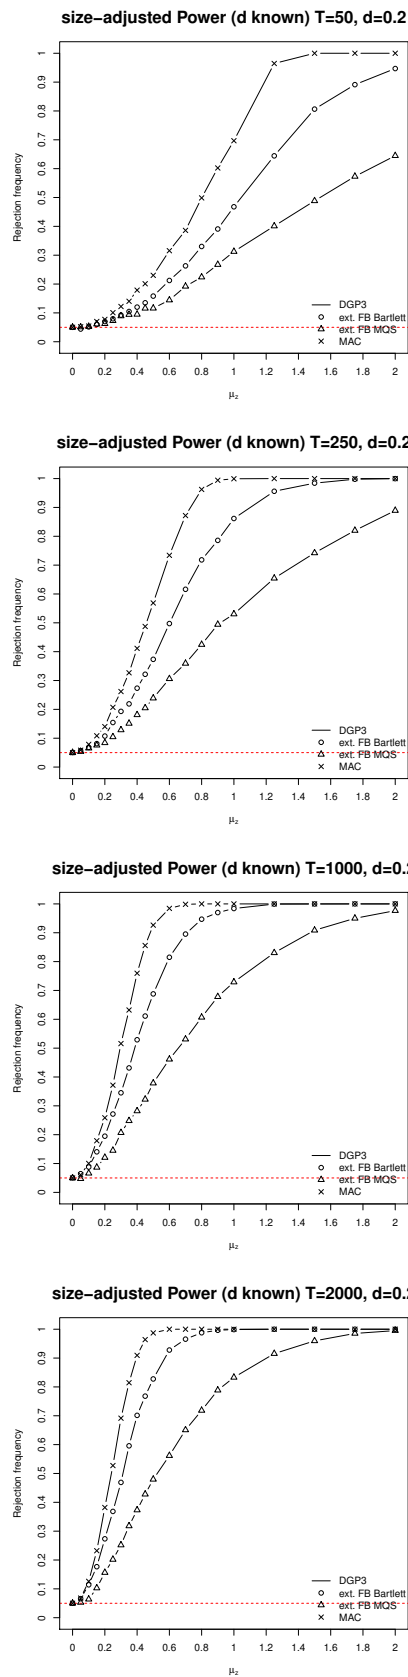 size−adjusted Power (d known) T=50, d=0.2
Rejection frequency
1
0.9
0.8
0.7
0.6
0.5
0.4
0.3
0.2
0.1
0
DGP3
ext. FB Bartlett
ext. FB MQS
MAC
0 0.2 0.4 0.6 0.8 1 1.2 1.4 1.6 1.8 2
μz
size−adjusted Power (d known) T=250, d=0.2
Rejection frequency
1
0.9
0.8
0.7
0.6
0.5
0.4
0.3
0.2
0.1
0
DGP3
ext. FB Bartlett
ext. FB MQS
MAC
0 0.2 0.4 0.6 0.8 1 1.2 1.4 1.6 1.8 2
μz
size−adjusted Power (d known) T=1000, d=0.2
Rejection frequency
1
0.9
0.8
0.7
0.6
0.5
0.4
0.3
0.2
0.1
0
DGP3
ext. FB Bartlett
ext. FB MQS
MAC
0 0.2 0.4 0.6 0.8 1 1.2 1.4 1.6 1.8 2
μz
size−adjusted Power (d known) T=2000, d=0.2
Rejection frequency
1
0.9
0.8
0.7
0.6
0.5
0.4
0.3
0.2
0.1
0
DGP3
ext. FB Bartlett
ext. FB MQS
MAC
0 0.2 0.4 0.6 0.8 1 1.2 1.4 1.6 1.8 2
μz